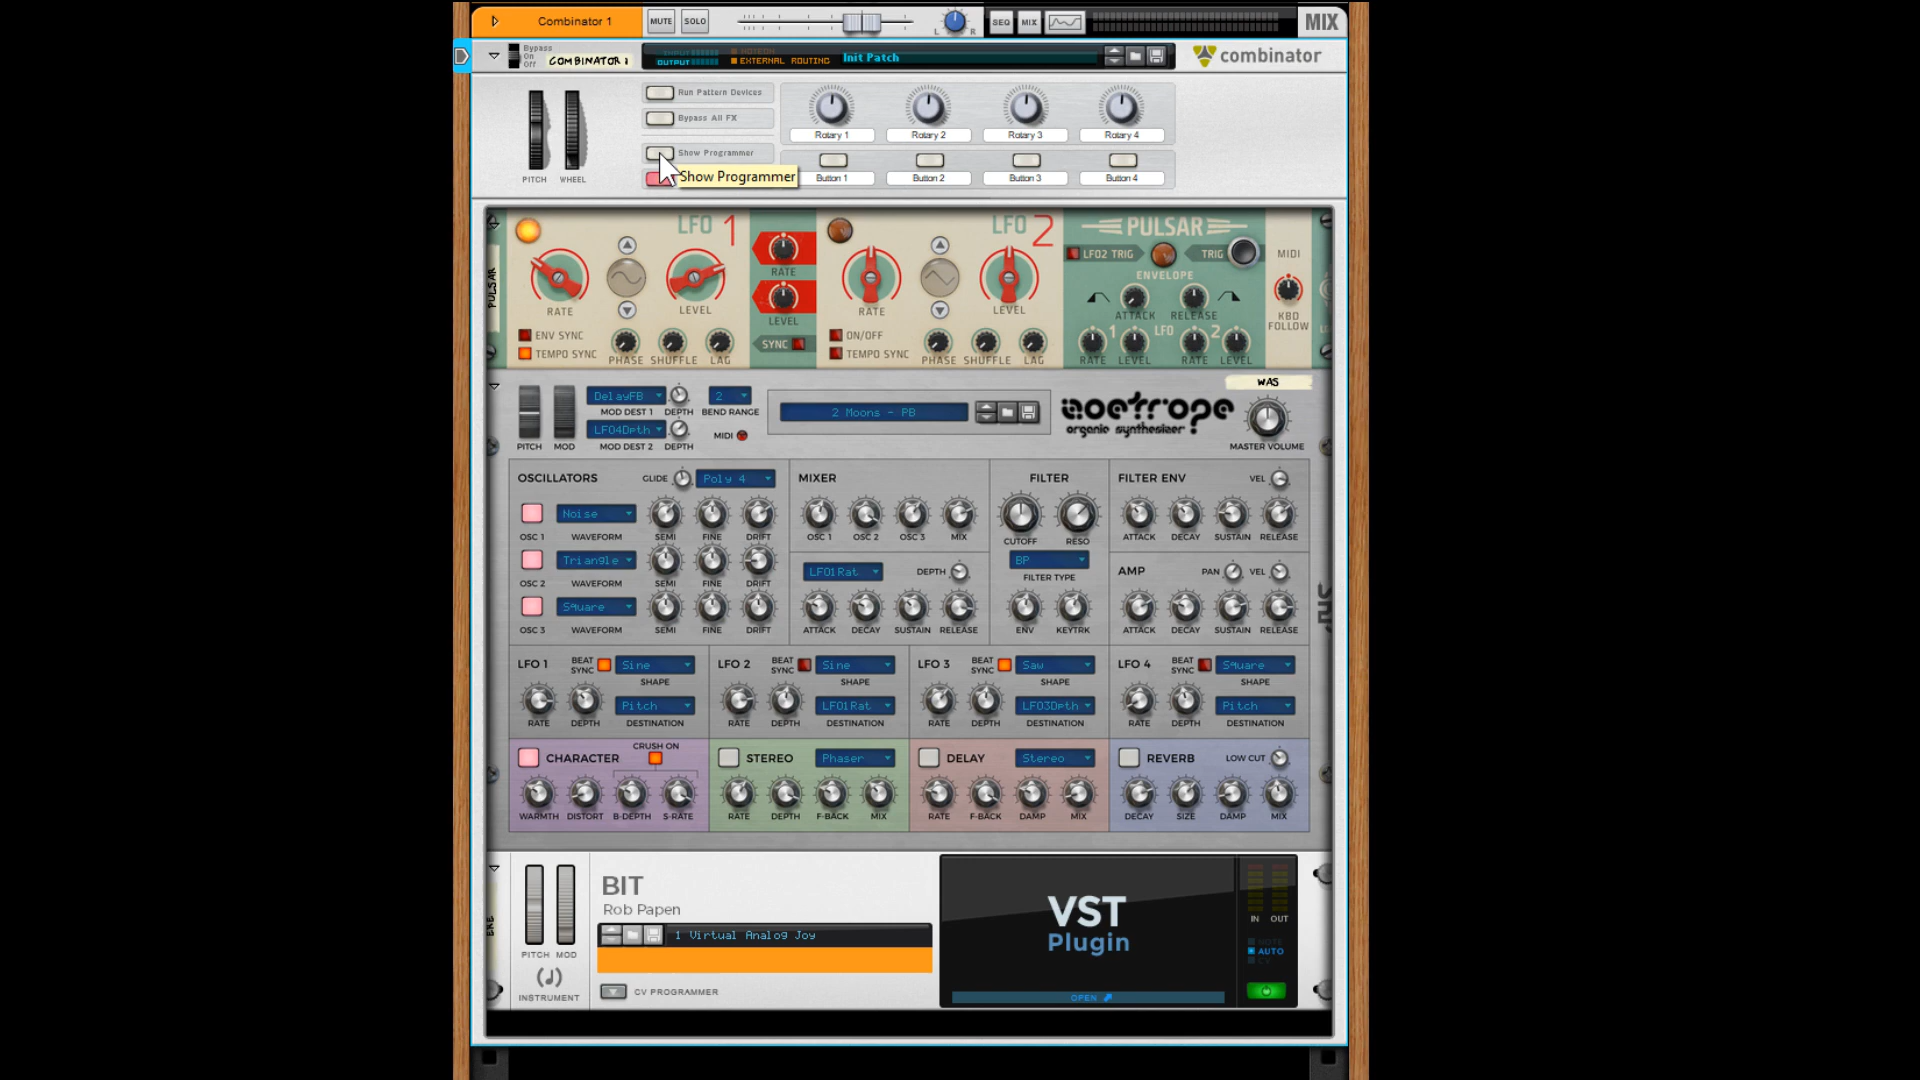 Combinator 1
MUTE SOLO
L R
SEQ MIX
MIX
Bypass
On
Off
COMBINATOR 1
INPUT
OUTPUT
EXTERNAL ROUTING
Init Patch
combinator
PITCH WHEEL
Run Pattern Devices
Bypass All FX
Show Programmer
Show Programmer
Rotary 1 Rotary 2 Rotary 3 Rotary 4
Button 1 Button 2 Button 3 Button 4
PULSAR
LFO 1
RATE LEVEL
ENV SYNC
TEMPO SYNC
PHASE SHUFFLE LAG
RATE
LEVEL
SYNC
LFO 2
RATE LEVEL
ON/OFF
TEMPO SYNC
PHASE SHUFFLE LAG
PULSAR
LFO2 TRIG TRIG
ENVELOPE
ATTACK RELEASE
1 LFO 2
RATE LEVEL RATE LEVEL
MIDI
KBD
FOLLOW
PITCH MOD
DelayFB
MOD DEST 1 DEPTH
LFO4Dpth
MOD DEST 2 DEPTH
2
BEND RANGE
MIDI
2 Moons - PB
zoetrope
organic synthesizer
WAS
MASTER VOLUME
OSCILLATORS GLIDE Poly 4
Noise
OSC 1 WAVEFORM SEMI FINE DRIFT
Triangle
OSC 2 WAVEFORM SEMI FINE DRIFT
Square
OSC 3 WAVEFORM SEMI FINE DRIFT
MIXER
OSC 1 OSC 2 OSC 3 MIX
LFO1Rat DEPTH
ATTACK DECAY SUSTAIN RELEASE
FILTER
CUTOFF RESO
BP
FILTER TYPE
ENV KEYTRK
FILTER ENV VEL
ATTACK DECAY SUSTAIN RELEASE
AMP PAN VEL
ATTACK DECAY SUSTAIN RELEASE
LFO 1 BEAT SYNC Sine
SHAPE
Pitch
RATE DEPTH DESTINATION
LFO 2 BEAT SYNC Sine
SHAPE
LFO1Rat
RATE DEPTH DESTINATION
LFO 3 BEAT SYNC Saw
SHAPE
LFO3Dpth
RATE DEPTH DESTINATION
LFO 4 BEAT SYNC Square
SHAPE
Pitch
RATE DEPTH DESTINATION
CHARACTER CRUSH ON
WARMTH DISTORT B-DEPTH S-RATE
STEREO Phaser
RATE DEPTH F-BACK MIX
DELAY Stereo
RATE F-BACK DAMP MIX
REVERB LOW CUT
DECAY SIZE DAMP MIX
PITCH MOD
INSTRUMENT
BIT
Rob Papen
1 Virtual Analog Joy
CV PROGRAMMER
VST
Plugin
OPEN
IN OUT
NOTE
AUTO
CV